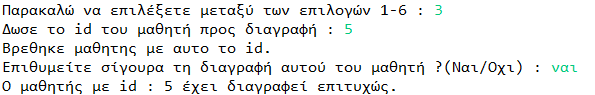 Παρακαλώ να επιλέξετε μεταξύ των επιλογών 1-6 : 3
Δωσε το id του μαθητή προς διαγραφή : 5
Βρεθηκε μαθητης με αυτο το id.
Επιθυμείτε σίγουρα τη διαγραφή αυτού του μαθητή ?(Ναι/Οχι) : ναι
Ο μαθητής με id : 5 έχει διαγραφεί επιτυχώς.